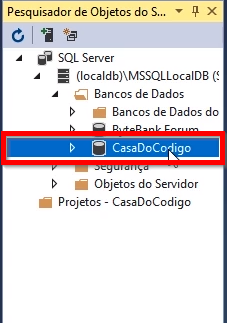 Pesquisador de Objetos do S...
SQL Server
(localdb)\MSSQLLocalDB (S
Bancos de Dados
Bancos de Dados do
ByteBank.Forum
CasaDoCodigo
Segurança
Objetos do Servidor
Projetos - CasaDoCodigo